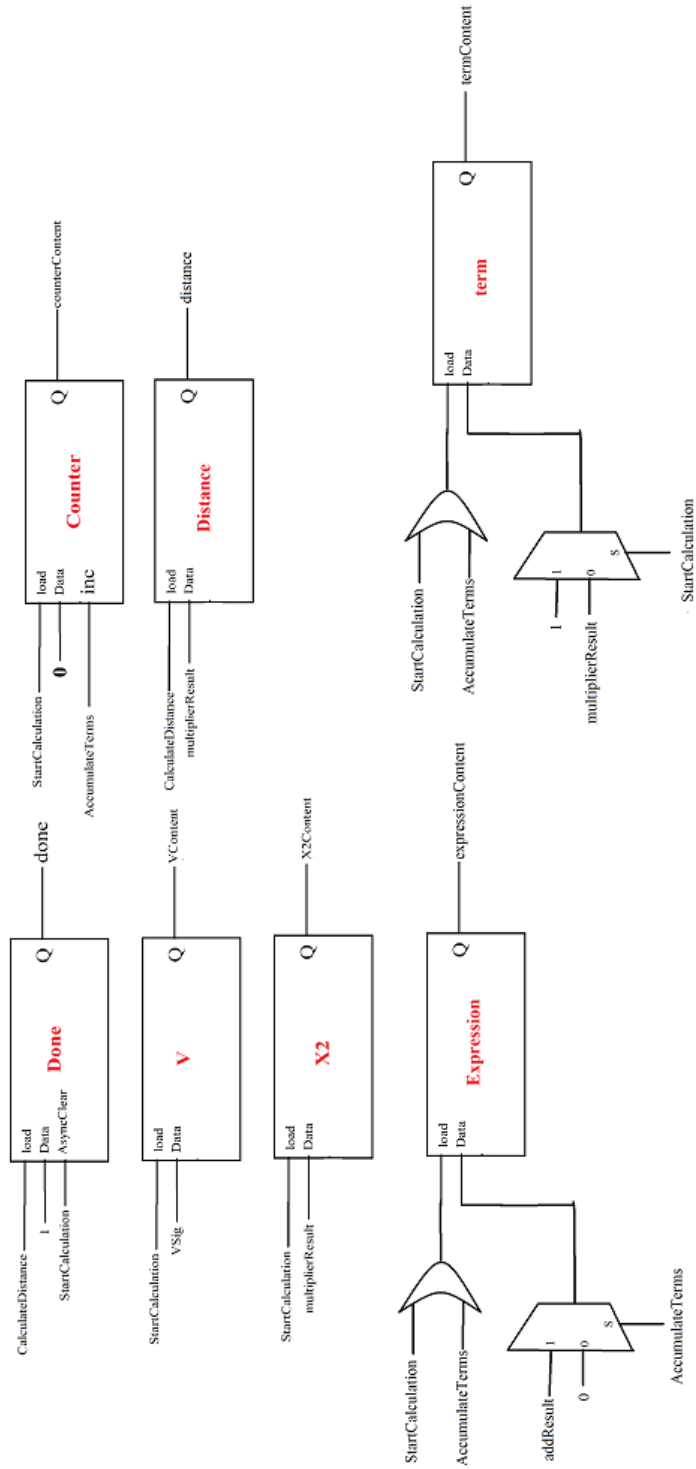 CalculateDistance
1
StartCalculation
load
Data
AsyncClear
Done
Q
done
StartCalculation
0
AccumulateTerms
load
Data
inc
Counter
Q
counterContent
StartCalculation
VSig
load
Data
V
Q
VContent
CalculateDistance
multiplierResult
load
Data
Distance
Q
distance
StartCalculation
multiplierResult
load
Data
X2
Q
X2Content
StartCalculation
AccumulateTerms
load
Data
Expression
Q
expressionContent
addResult
1
0
0
S
AccumulateTerms
StartCalculation
AccumulateTerms
load
Data
term
Q
termContent
1
1
multiplierResult
0
S
StartCalculation